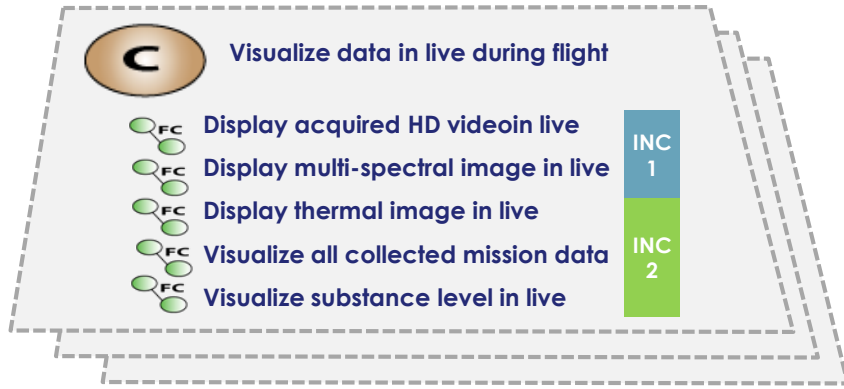 C
Visualize data in live during flight
FC
Display acquired HD videoin live
FC
Display multi-spectral image in live
INC
1
FC
Display thermal image in live
FC
Visualize all collected mission data
FC
Visualize substance level in live
INC
2